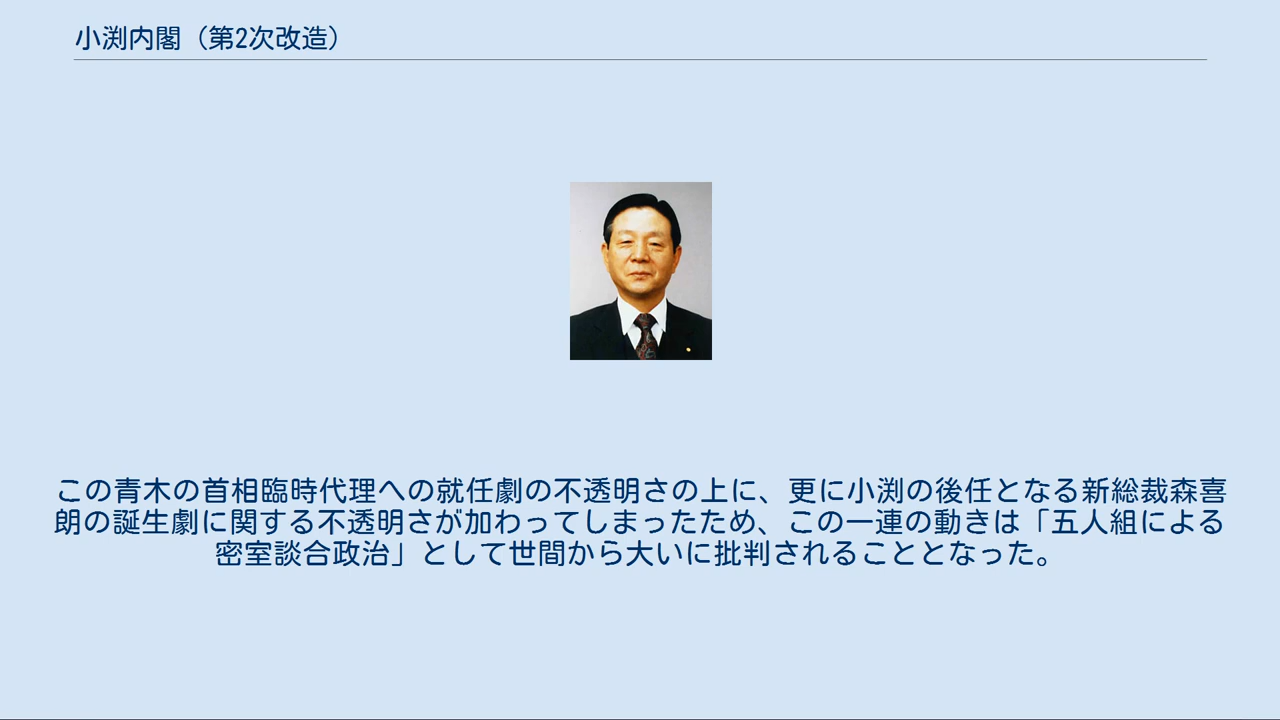 小渕内閣（第2次改造）
この青木の首相臨時代理への就任劇の不透明さの上に、更に小渕の後任となる新総裁森喜
朗の誕生劇に関する不透明さが加わってしまったため、この一連の動きは「五人組による
密室談合政治」として世間から大いに批判されることとなった。